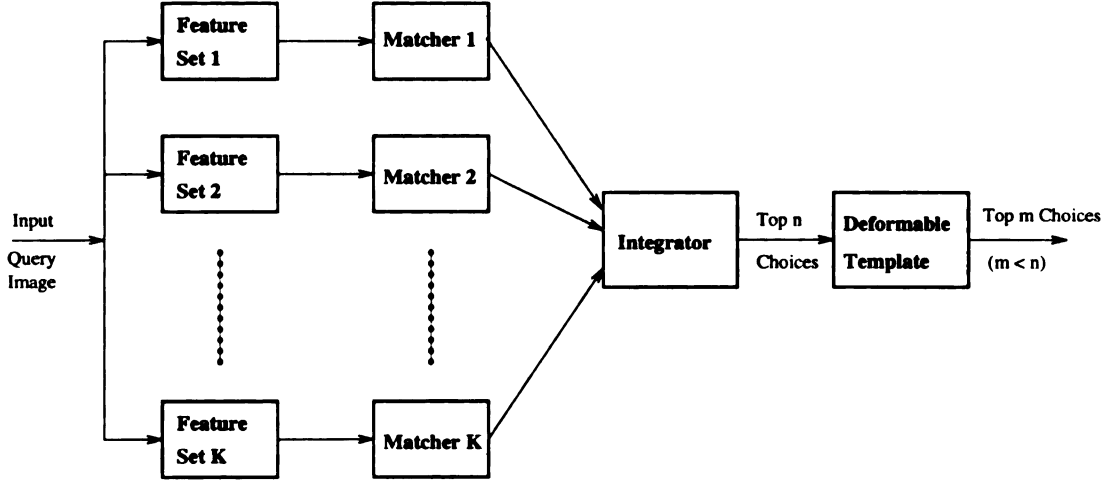 Feature
Set 1
Matcher 1
Feature
Set 2
Matcher 2
Input
Query
Image
Integrator
Top n
Choices
Deformable
Template
Top m Choices
(m < n)
Feature
Set K
Matcher K